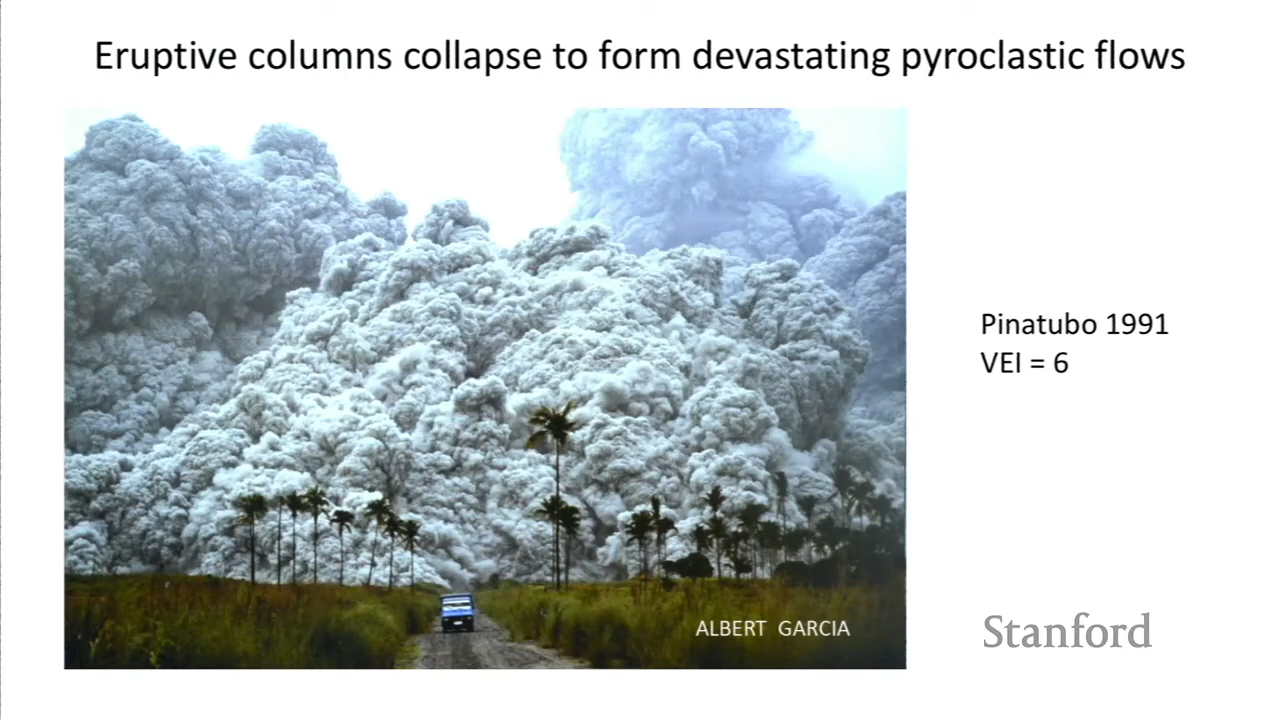 Eruptive columns collapse to form devastating pyroclastic flows
Pinatubo 1991
VEI = 6
ALBERT GARCIA
Stanford